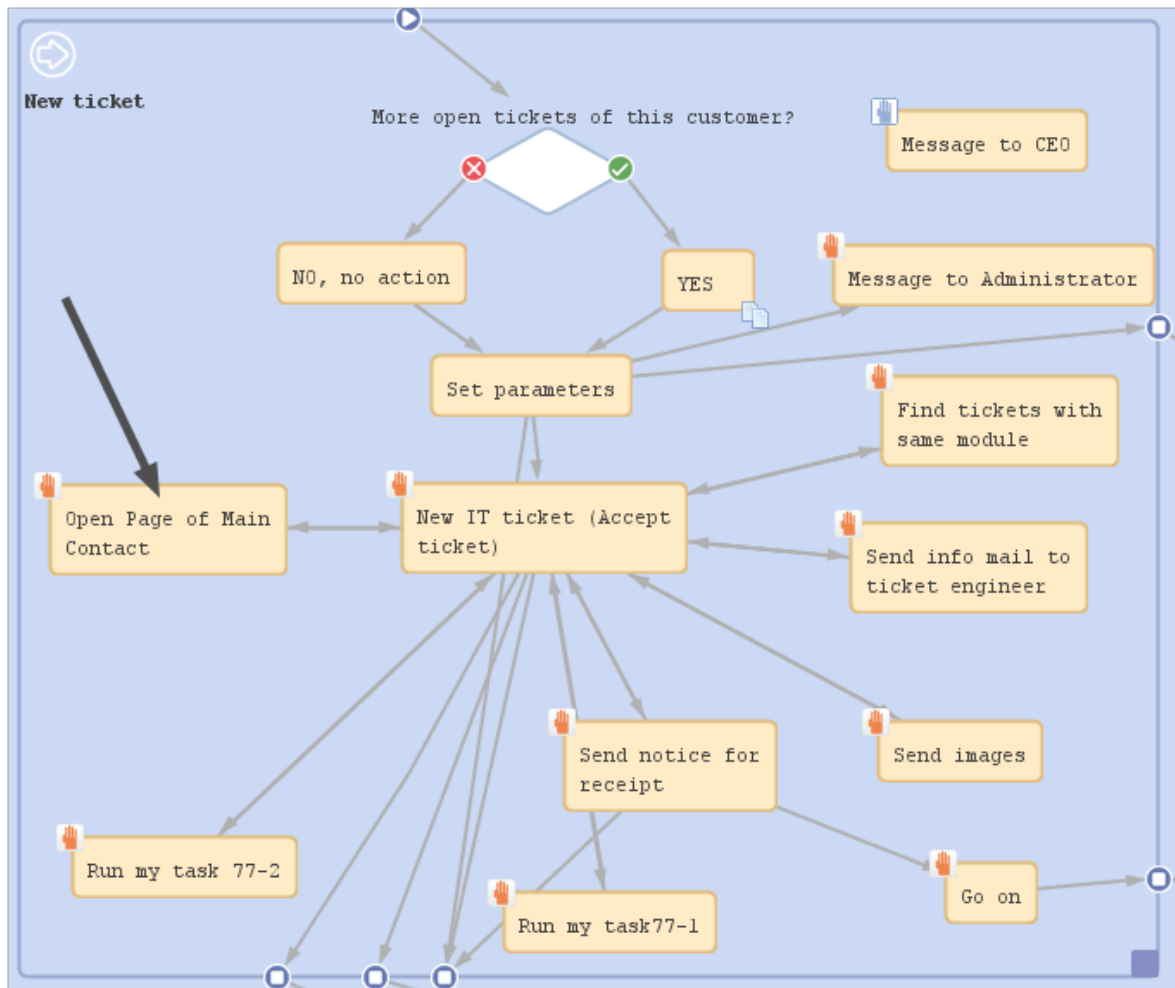 New ticket
More open tickets of this customer?
Message to CEO
NO, no action
YES
Message to Administrator
Set parameters
Find tickets with
same module
Open Page of Main
Contact
New IT ticket (Accept
ticket)
Send info mail to
ticket engineer
Send notice for
receipt
Send images
Run my task 77-2
Go on
Run my task77-1